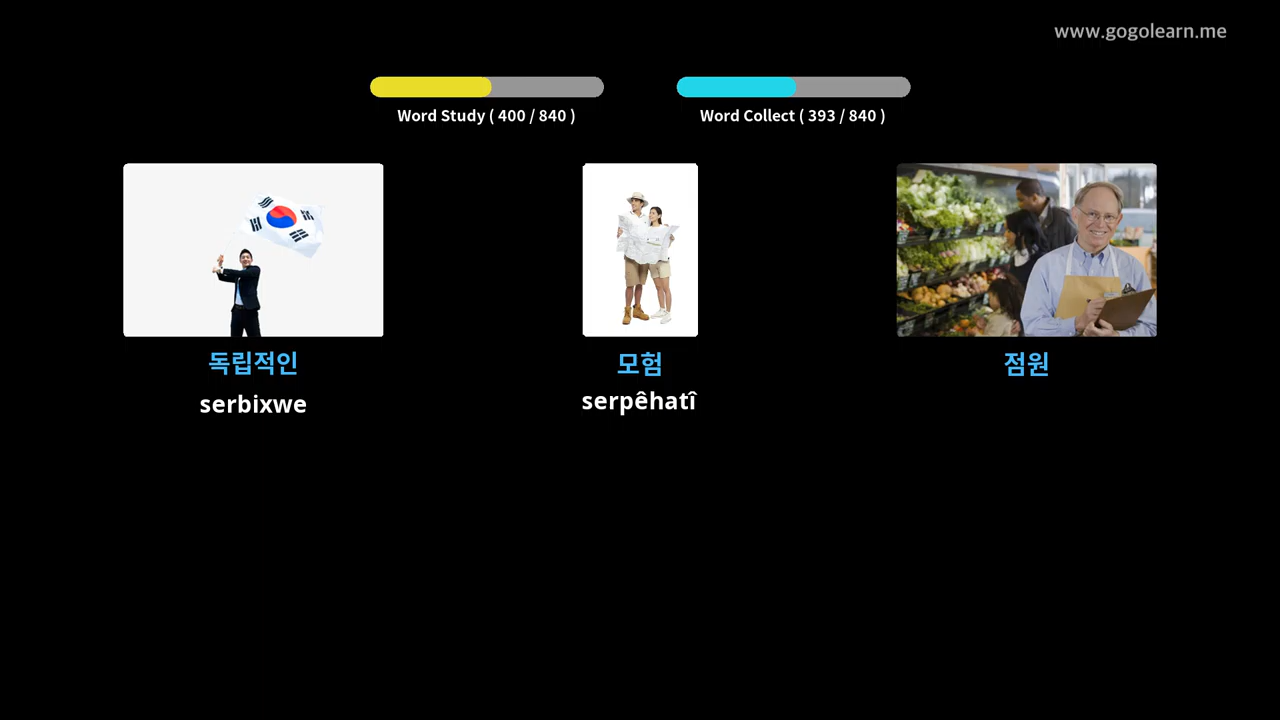 www.gogolearn.me
Word Study ( 400 / 840 )
Word Collect ( 393 / 840 )
독립적인
serbixwe
모험
serpêhatî
점원